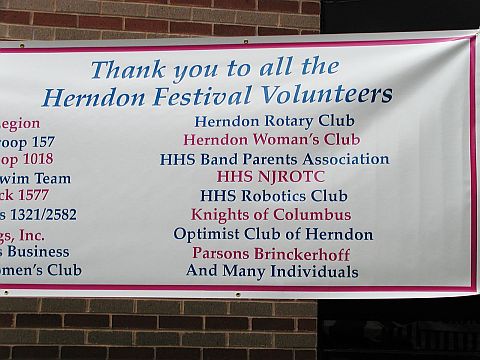 Thank you to all the
Herndon Festival Volunteers
Legion
roop 157
oop 1018
wim Team
ck 1577
s 1321/2582
gs, Inc.
s Business
omen's Club
Herndon Rotary Club
Herndon Woman's Club
HHS Band Parents Association
HHS NJROTC
HHS Robotics Club
Knights of Columbus
Optimist Club of Herndon
Parsons Brinckerhoff
And Many Individuals